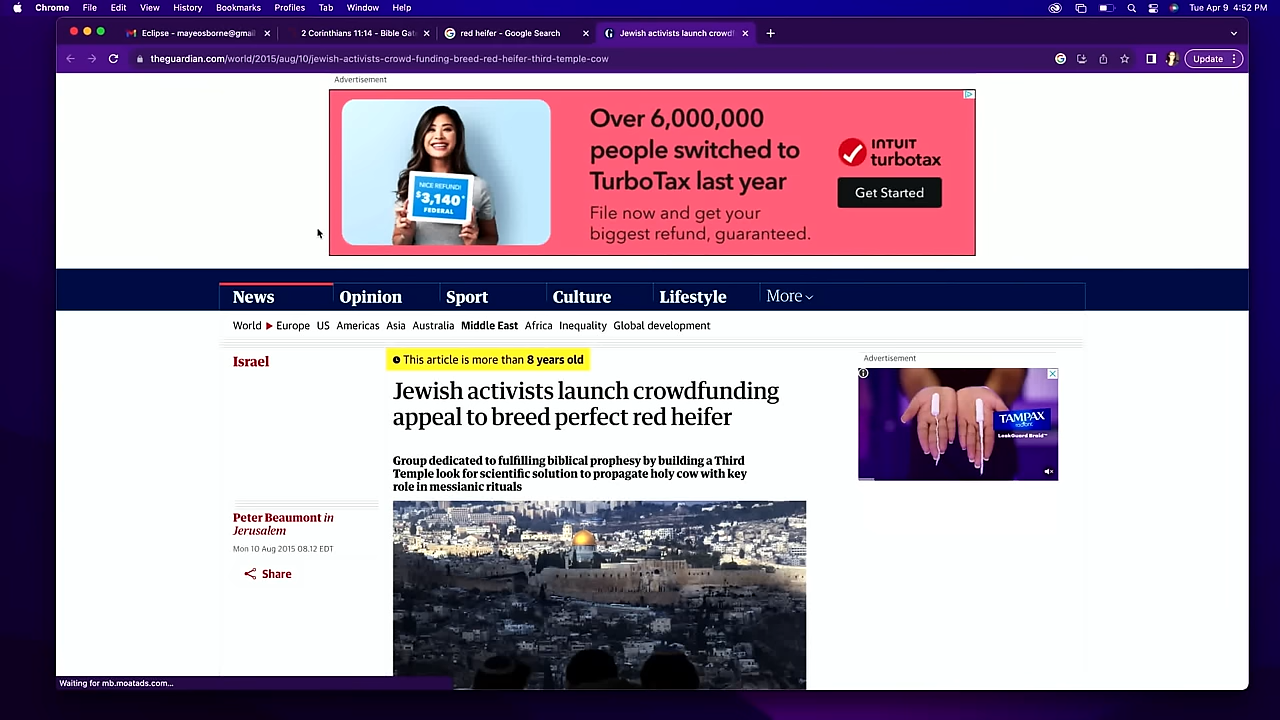 Chrome File Edit View History Bookmarks Profiles Tab Window Help Tue Apr 9 4:52 PM
Eclipse - mayeosborne@gmai 2 Corinthians 11:14 - Bible Gat red heifer - Google Search Jewish activists launch crowdf
theguardian.com/world/2015/aug/10/jewish-activists-crowd-funding-breed-red-heifer-third-temple-cow Update
Advertisement
NICE REFUND!
$3,140*
FEDERAL
Over 6,000,000
people switched to
TurboTax last year
File now and get your
biggest refund, guaranteed.
INTUIT
turbotax
Get Started
News Opinion Sport Culture Lifestyle More
World Europe US Americas Asia Australia Middle East Africa Inequality Global development
Israel
This article is more than 8 years old
Jewish activists launch crowdfunding
appeal to breed perfect red heifer
Group dedicated to fulfilling biblical prophesy by building a Third
Temple look for scientific solution to propagate holy cow with key
role in messianic rituals
Peter Beaumont in
Jerusalem
Mon 10 Aug 2015 08.12 EDT
Share
Advertisement
TAMPAX
radiant
LeakGuard Braid™
Waiting for mb.moatads.com...